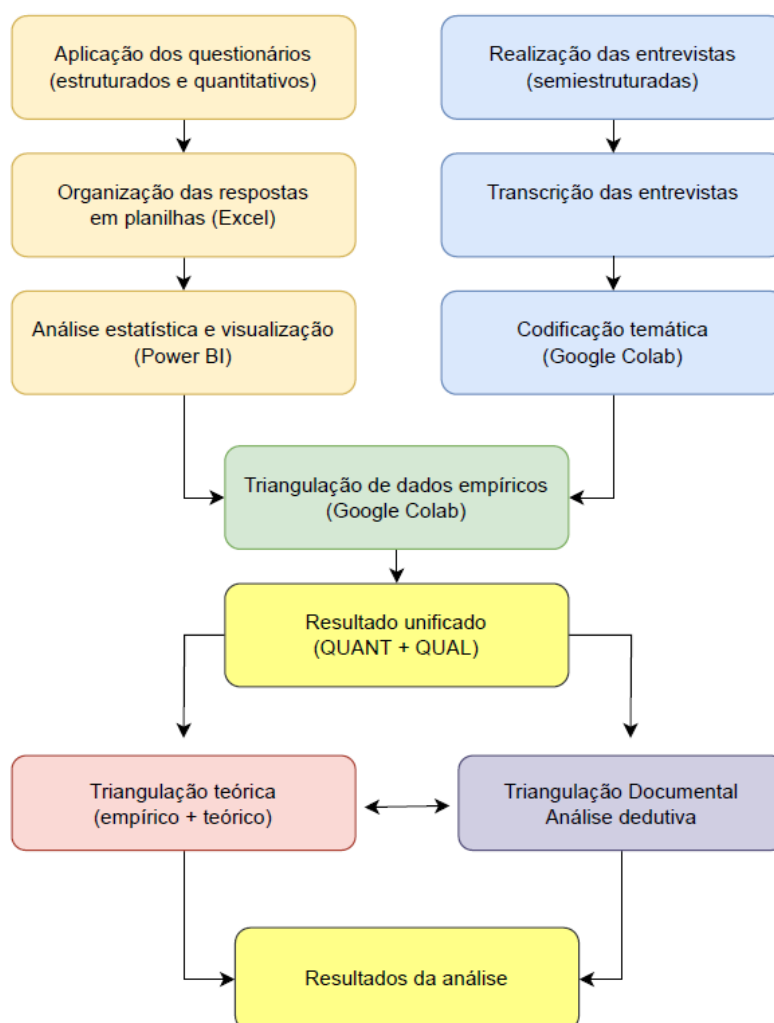 Aplicação dos questionários
(estruturados e quantitativos)
Realização das entrevistas
(semiestruturadas)
Organização das respostas
em planilhas (Excel)
Transcrição das entrevistas
Análise estatística e visualização
(Power BI)
Codificação temática
(Google Colab)
Triangulação de dados empíricos
(Google Colab)
Resultado unificado
(QUANT + QUAL)
Triangulação teórica
(empírico + teórico)
Triangulação Documental
Análise dedutiva
Resultados da análise